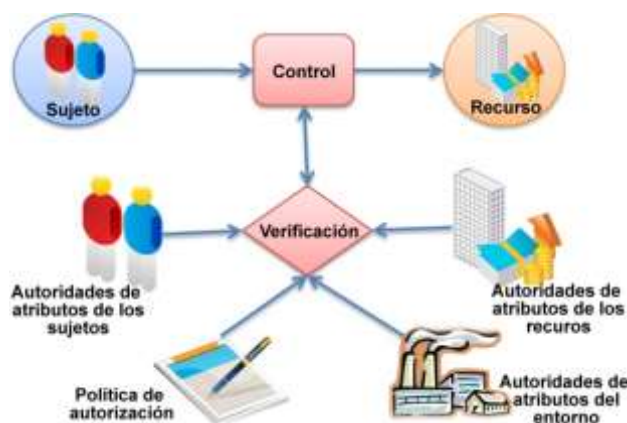 Sujeto
Control
Recurso
Verificación
Autoridades de
atributos de los
sujetos
Autoridades de
atributos de los
recuros
Política de
autorización
Autoridades de
atributos del
entorno